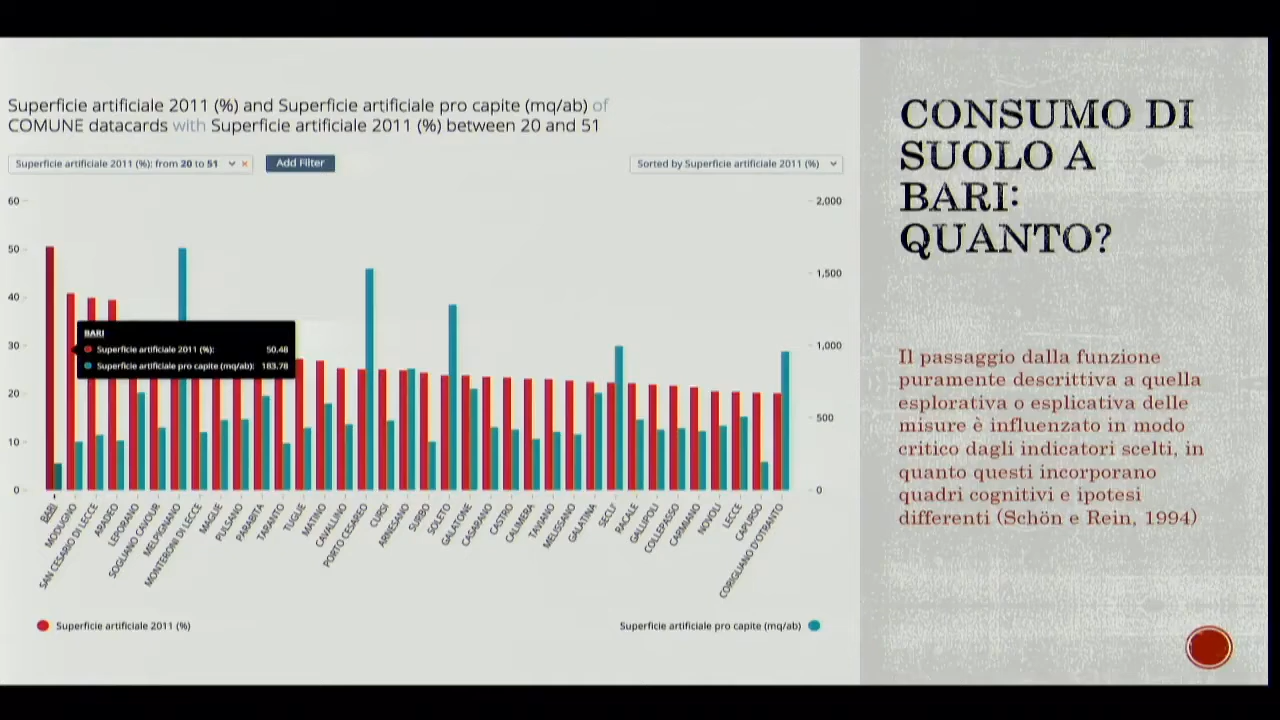 Superficie artificiale 2011 (%) and Superficie artificiale pro capite (mq/ab) of
COMUNE datacards with Superficie artificiale 2011 (%) between 20 and 51
Superficie artificiale 2011 (%): from 20 to 51
Add Filter
Sorted by Superficie artificiale 2011 (%)
60
50
40
30
20
10
0
2,000
1,500
1,000
500
0
BARI
Superficie artificiale 2011 (%): 50.48
Superficie artificiale pro capite (mq/ab): 183.78
BARI
MODUGNO
SAN CESARIO DI LECCE
ARADEO
LEPORANO
SOGLIANO CAVOUR
MELPIGNANO
MONTERONI DI LECCE
MAGLIE
PULSANO
PARABITA
TARANTO
TUGLIE
MATINO
CAVALLINO
PORTO CESAREO
CURSI
ARNESANO
SURBO
SOLETO
GALATONE
CASARANO
CASTRO
CALIMERA
TAVIANO
MELISSANO
GALATINA
SECLI'
RACALE
GALLIPOLI
COLLEPASSO
CARMIANO
NOVOLI
LECCE
CAPURSO
CORIGLIANO D'OTRANTO
Superficie artificiale 2011 (%)
Superficie artificiale pro capite (mq/ab)
CONSUMO DI
SUOLO A
BARI:
QUANTO?
Il passaggio dalla funzione
puramente descrittiva a quella
esplorativa o esplicativa delle
misure è influenzato in modo
critico dagli indicatori scelti, in
quanto questi incorporano
quadri cognitivi e ipotesi
differenti (Schön e Rein, 1994)